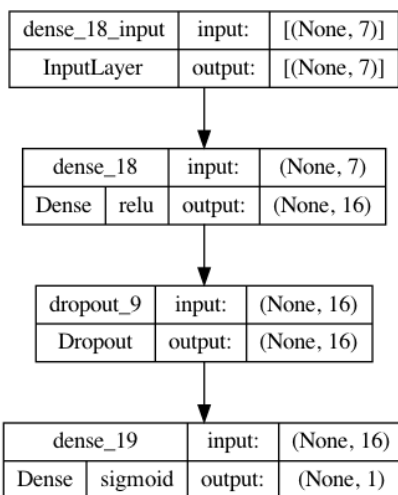 dense_18_input input: [(None, 7)]
InputLayer output: [(None, 7)]
dense_18 input: (None, 7)
Dense relu output: (None, 16)
dropout_9 input: (None, 16)
Dropout output: (None, 16)
dense_19 input: (None, 16)
Dense sigmoid output: (None, 1)